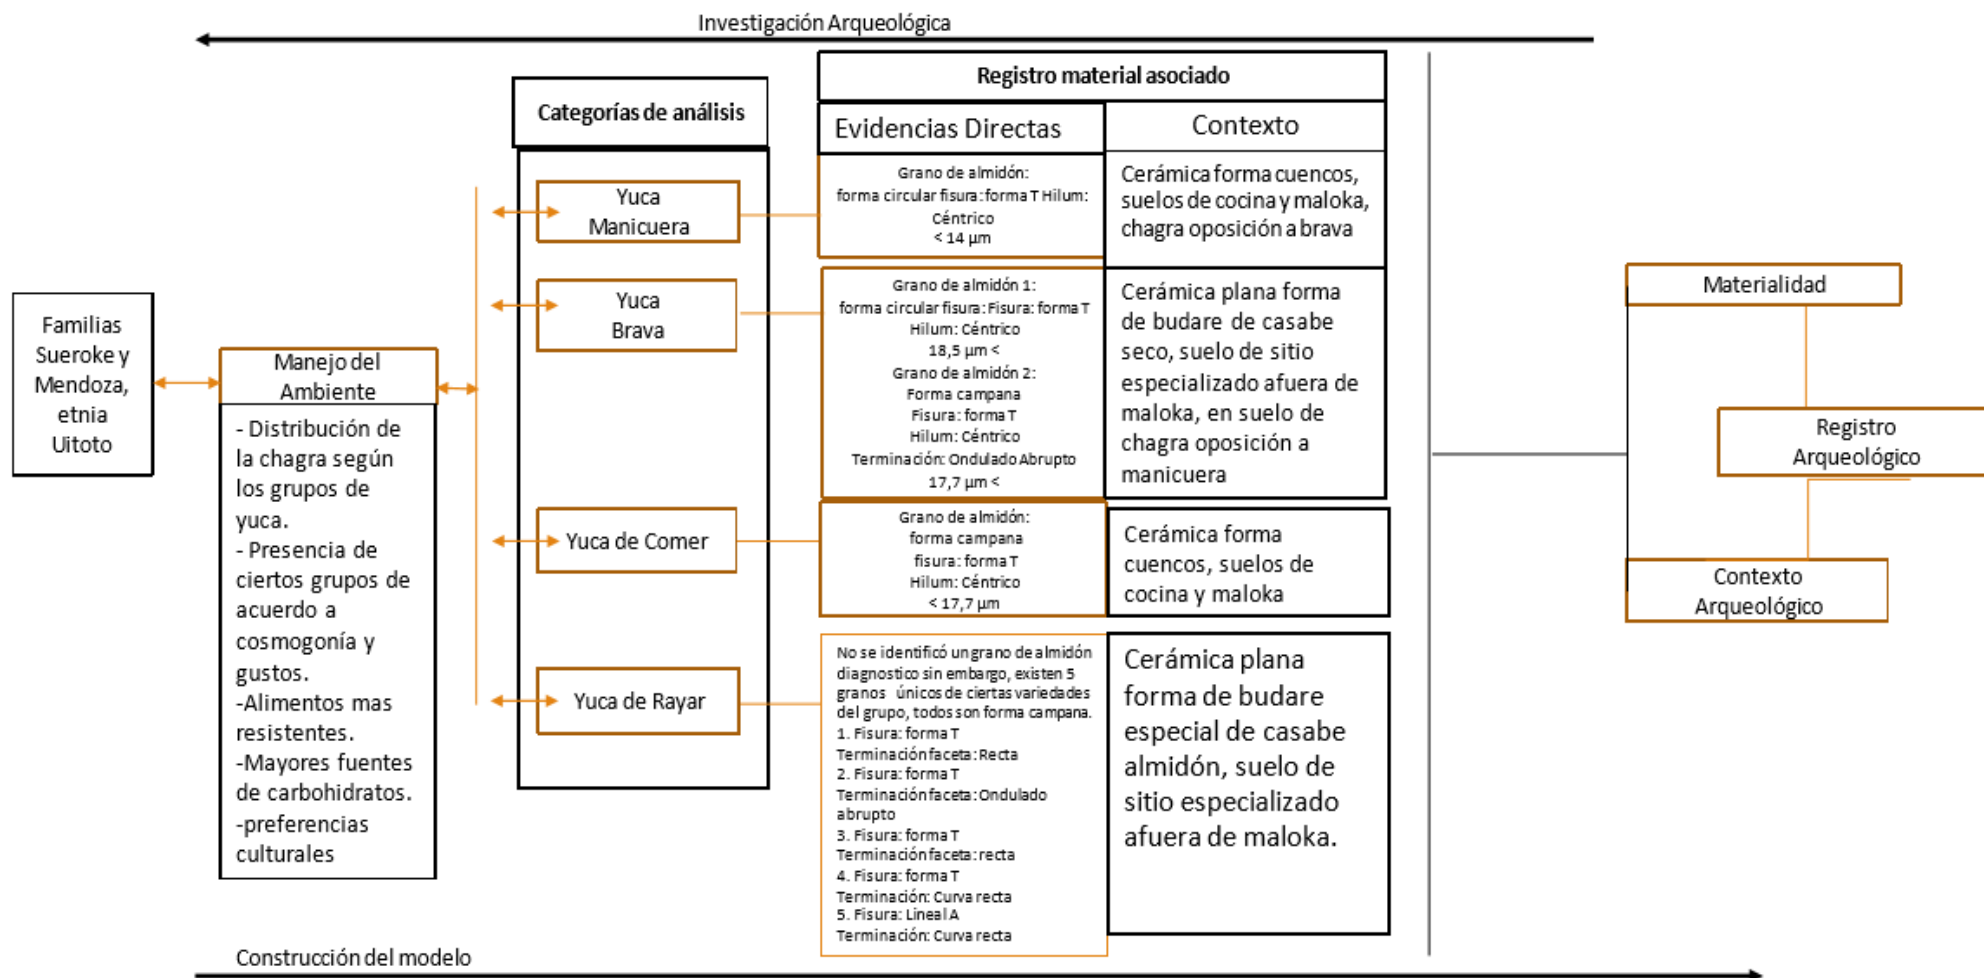 Investigación Arqueológica
Familias
Sueroke y
Mendoza,
etnia
Uitoto
Manejo del
Ambiente
- Distribución de
la chagra según
los grupos de
yuca.
- Presencia de
ciertos grupos de
acuerdo a
cosmogonía y
gustos.
-Alimentos mas
resistentes.
-Mayores fuentes
de carbohidratos.
-preferencias
culturales
Categorías de análisis
Yuca
Manicuera
Yuca
Brava
Yuca de Comer
Yuca de Rayar
Registro material asociado
Evidencias Directas
Contexto
Grano de almidón:
forma circular fisura: forma T Hilum:
Céntrico
< 14 µm
Cerámica forma cuencos,
suelos de cocina y maloka,
chagra oposición a brava
Grano de almidón 1:
forma circular fisura: Fisura: forma T
Hilum: Céntrico
18,5 µm <
Grano de almidón 2:
Forma campana
Fisura: forma T
Hilum: Céntrico
Terminación: Ondulado Abrupto
17,7 µm <
Cerámica plana forma
de budare de casabe
seco, suelo de sitio
especializado afuera de
maloka, en suelo de
chagra oposición a
manicuera
Grano de almidón:
forma campana
fisura: forma T
Hilum: Céntrico
< 17,7 µm
Cerámica forma
cuencos, suelos de
cocina y maloka
No se identificó un grano de almidón
diagnostico sin embargo, existen 5
granos únicos de ciertas variedades
del grupo, todos son forma campana.
1. Fisura: forma T
Terminación faceta: Recta
2. Fisura: forma T
Terminación faceta: Ondulado
abrupto
3. Fisura: forma T
Terminación faceta: recta
4. Fisura: forma T
Terminación: Curva recta
5. Fisura: Lineal A
Terminación: Curva recta
Cerámica plana
forma de budare
especial de casabe
almidón, suelo de
sitio especializado
afuera de maloka.
Materialidad
Registro
Arqueológico
Contexto
Arqueológico
Construcción del modelo